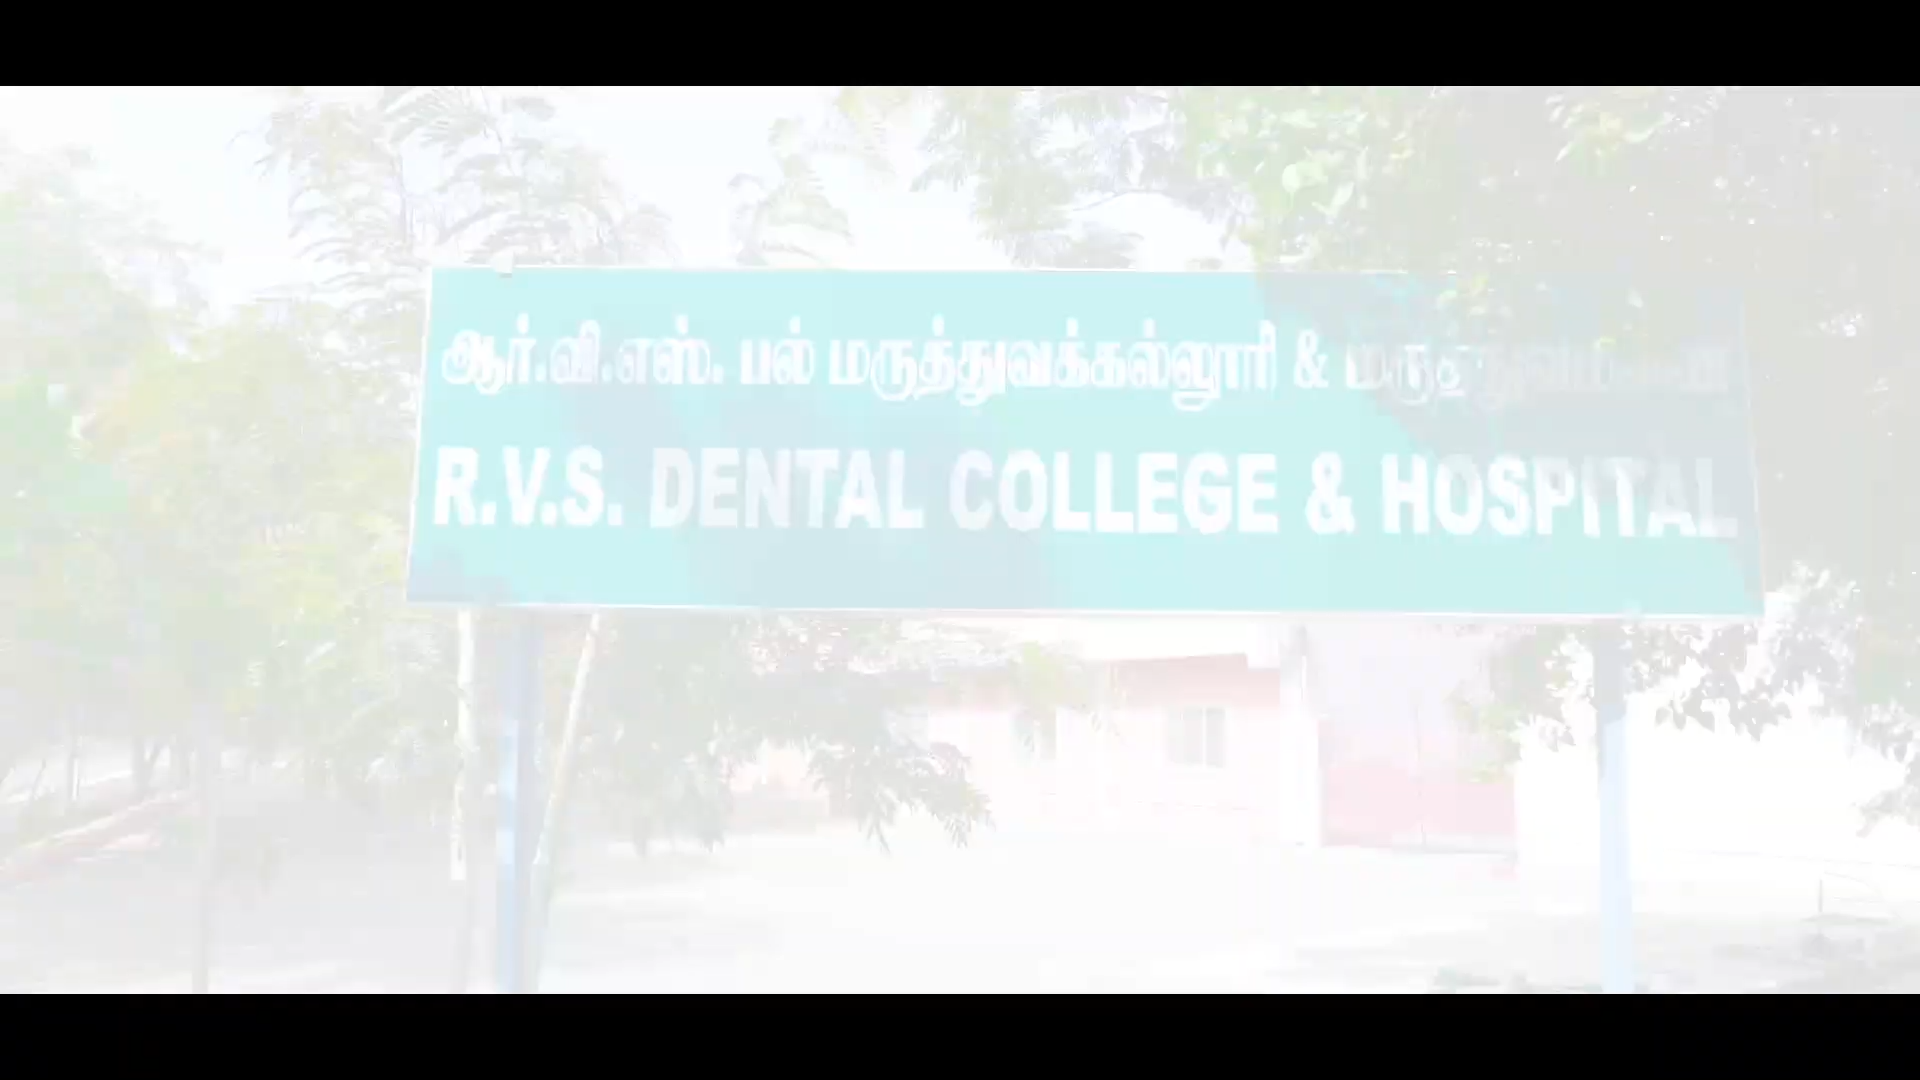 ஆர்.வி.எஸ். பல் மருத்துவக்கல்லூரி & 
R.V.S. DENTAL COLLEGE & HOSPITAL